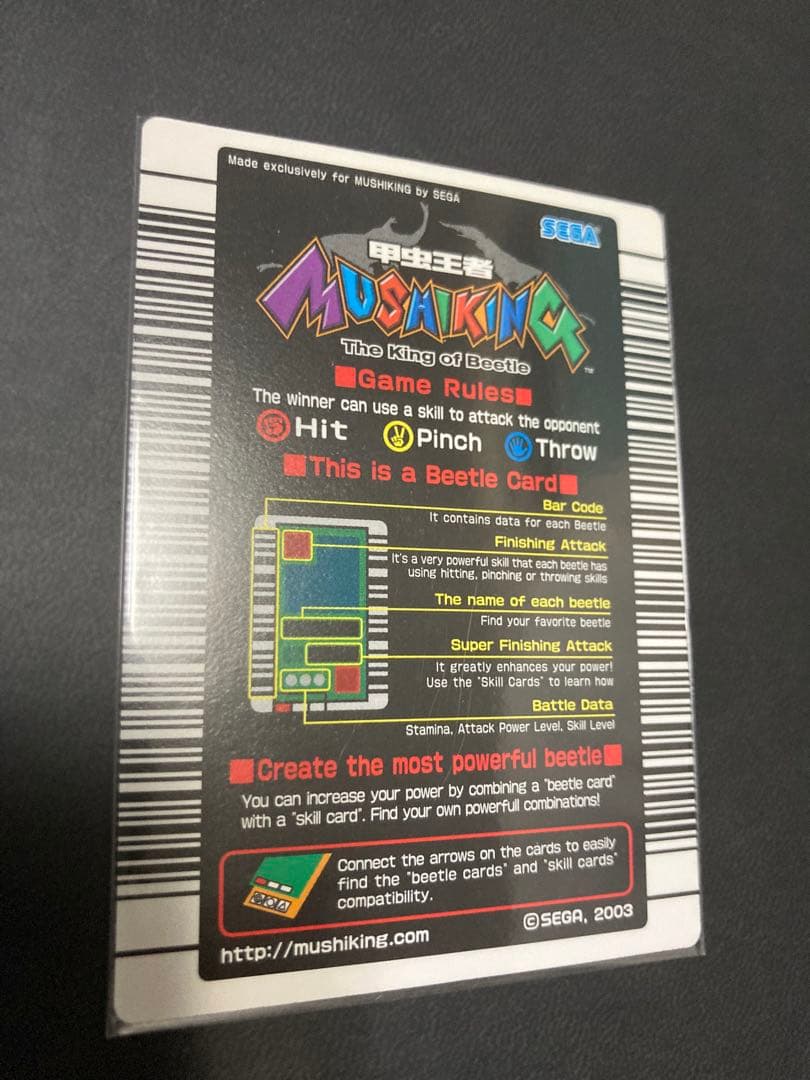 Made exclusively for MUSHIKING by SEGA
SEGA
甲虫王者
MUSHIKING
The King of Beetle
TM
■Game Rules■
The winner can use a skill to attack the opponent
Hit Pinch Throw
■This is a Beetle Card■
Bar Code
It contains data for each Beetle
Finishing Attack
It's a very powerful skill that each beetle has
using hitting, pinching or throwing skills
The name of each beetle
Find your favorite beetle
Super Finishing Attack
It greatly enhances your power!
Use the "Skill Cards" to learn how
Battle Data
Stamina, Attack Power Level, Skill Level
■Create the most powerful beetle■
You can increase your power by combining a "beetle card"
with a "skill card". Find your own powerfull combinations!
Connect the arrows on the cards to easily
find the "beetle cards" and "skill cards"
compatibility.
http://mushiking.com
©SEGA, 2003